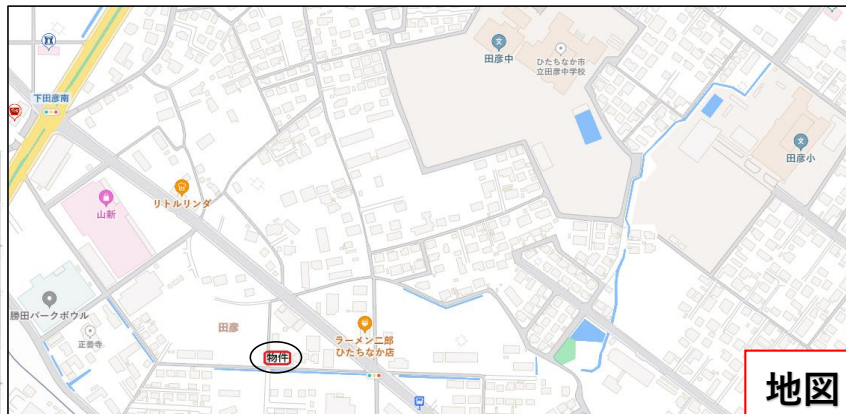 田彦中
ひたちなか市
立田彦中学校
下田彦南
田彦小
リトルリンダ
山新
勝田パークボウル
正善寺
田彦
ラーメン二郎
ひたちなか店
物件
地図